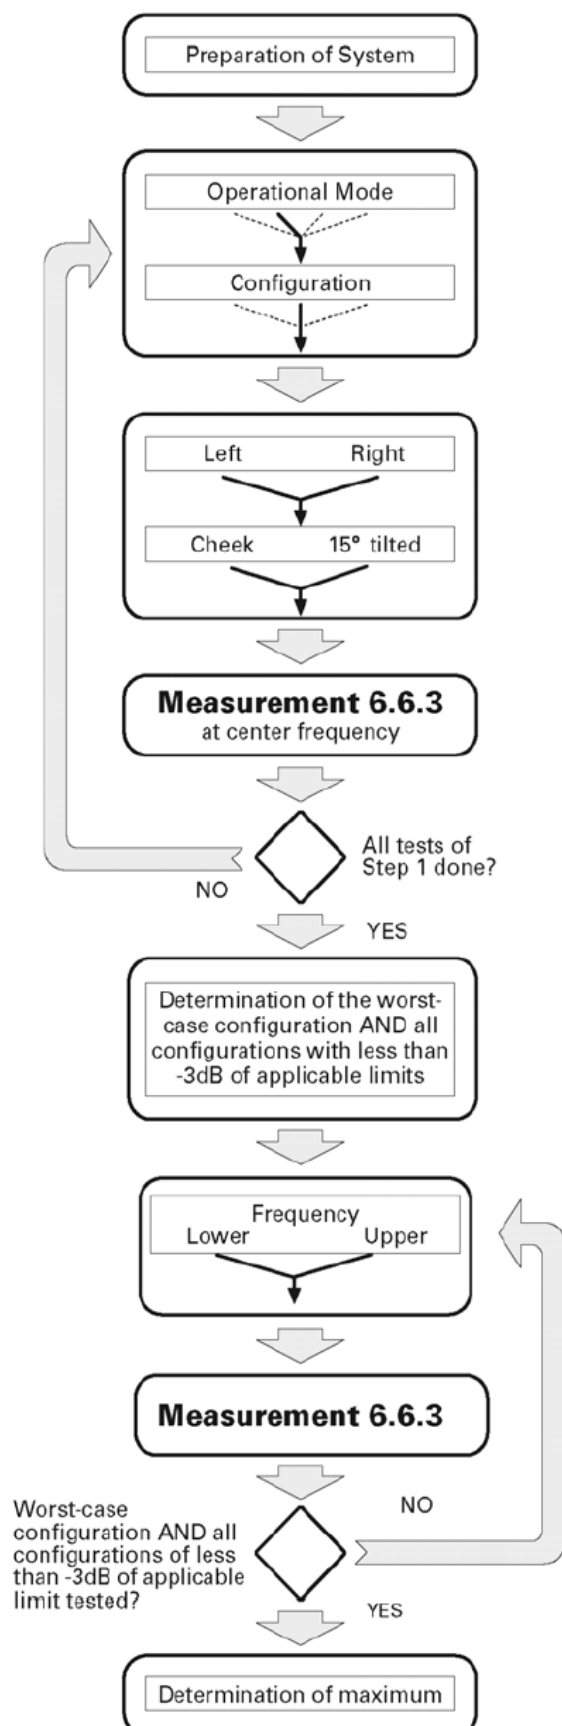 Preparation of System
Operational Mode
Configuration
Left Right
Cheek 15° tilted
Measurement 6.6.3
at center frequency
All tests of
Step 1 done?
NO
YES
Determination of the worst-
case configuration AND all
configurations with less than
-3dB of applicable limits
Frequency
Lower Upper
Measurement 6.6.3
NO
Worst-case
configuration AND all
configurations of less
than -3dB of applicable
limit tested?
YES
Determination of maximum